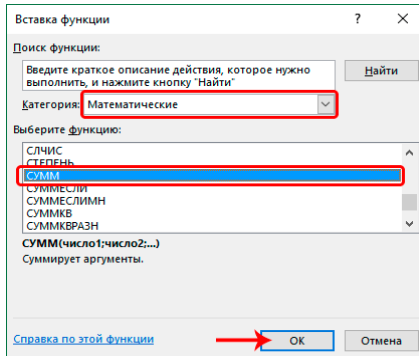 Вставка функции ? ×
Поиск функции:
Введите краткое описание действия, которое нужно
выполнить, и нажмите кнопку "Найти"
Найти
Категория: Математические
Выберите функцию:
СЛЧИС
СТЕПЕНЬ
СУММ
СУММЕСЛИ
СУММЕСЛИМН
СУММКВ
СУММКВРАЗН
СУММ(число1;число2;...)
Суммирует аргументы.
Справка по этой функции
ОК
Отмена